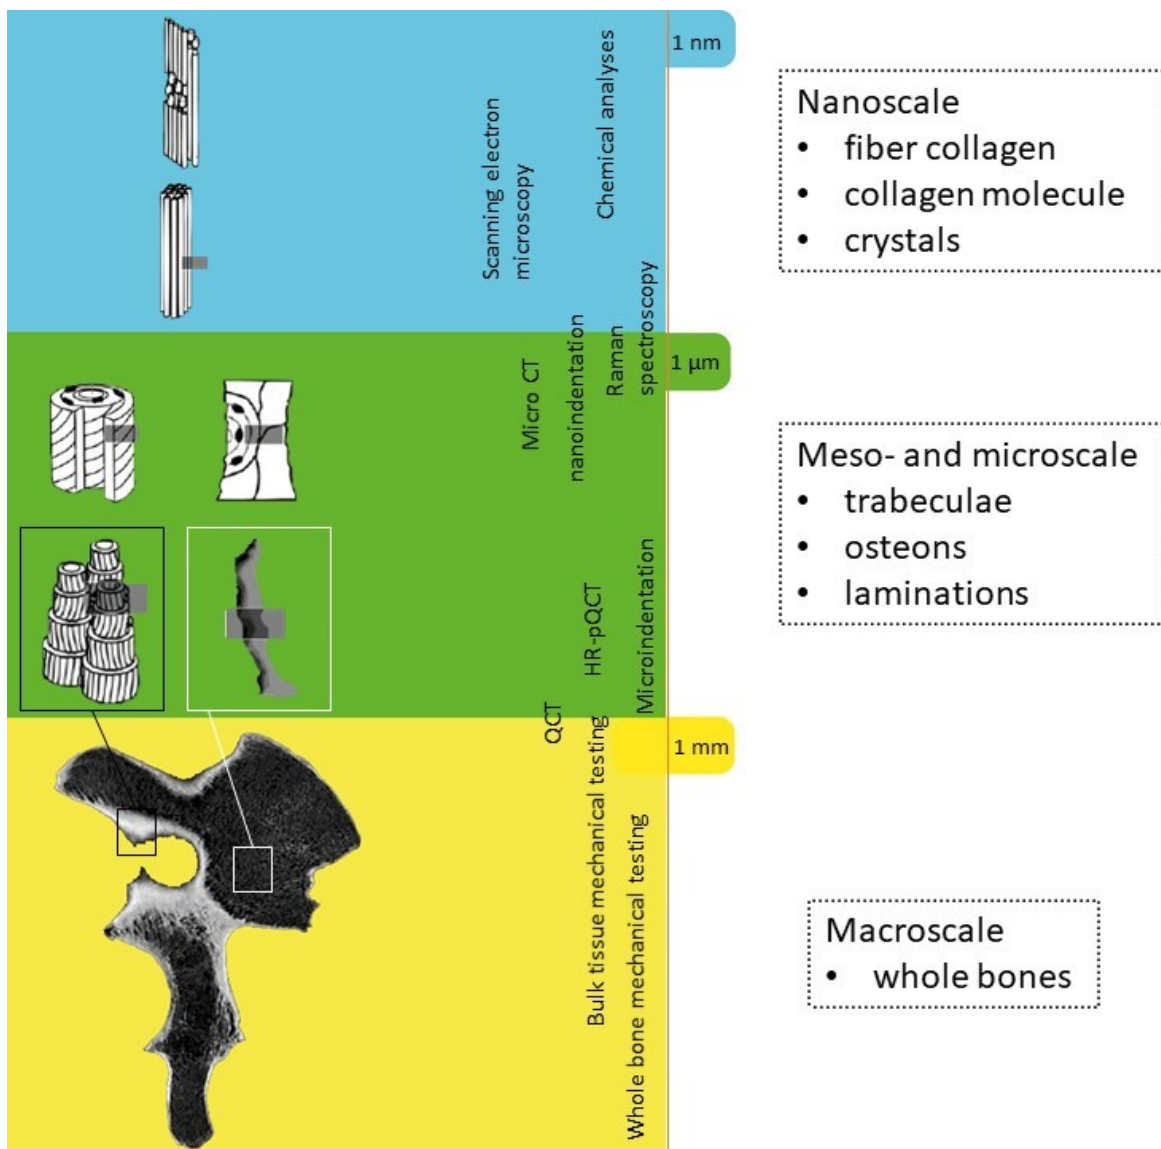 1 nm
Chemical analyses
Scanning electron
microscopy
Nanoscale
• fiber collagen
• collagen molecule
• crystals
1 µm
Raman
spectroscopy
nanoindentation
Micro CT
Meso- and microscale
• trabeculae
• osteons
• laminations
HR-pQCT
Microindentation
QCT
1 mm
Bulk tissue mechanical testing
Whole bone mechanical testing
Macroscale
• whole bones